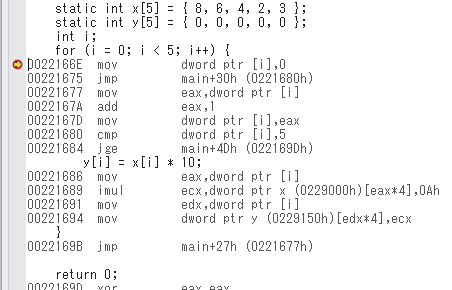 static int x[5] = { 8, 6, 4, 2, 3 };
static int y[5] = { 0, 0, 0, 0, 0 };
int i;
for (i = 0; i < 5; i++) {
0022166E mov dword ptr [i],0
00221675 jmp main+30h (0221680h)
00221677 mov eax,dword ptr [i]
0022167A add eax,1
0022167D mov dword ptr [i],eax
00221680 cmp dword ptr [i],5
00221684 jge main+4Dh (022169Dh)
y[i] = x[i] * 10;
00221686 mov eax,dword ptr [i]
00221689 imul ecx,dword ptr x (0229000h)[eax*4],0Ah
00221691 mov edx,dword ptr [i]
00221694 mov dword ptr y (0229150h)[edx*4],ecx
}
0022169B jmp main+27h (0221677h)
return 0;
0022169D xor eax,eax